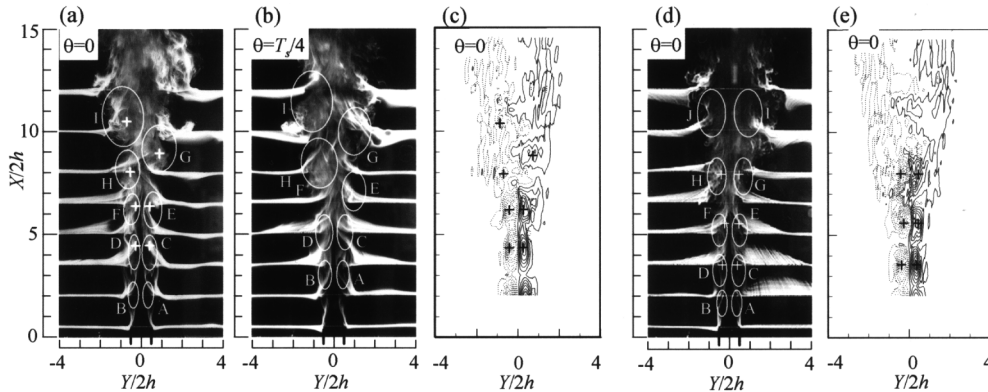 (a) (b) (c) (d) (e)
θ=0 θ=Tₛ/4 θ=0 θ=0 θ=0
15
10
5
0
X/2h
I G H F E D C B A
I G H E F D C B A
J I H G F E D C B A
-4 0 4 -4 0 4 -4 0 4 -4 0 4 -4 0 4
Y/2h Y/2h Y/2h Y/2h Y/2h